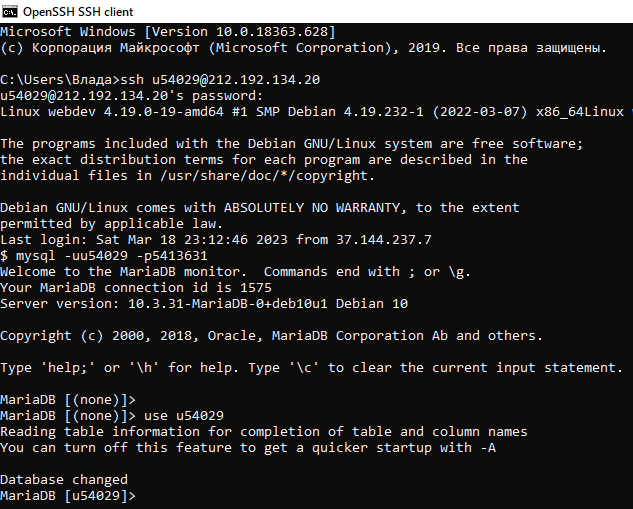 OpenSSH SSH client
Microsoft Windows [Version 10.0.18363.628]
(c) Корпорация Майкрософт (Microsoft Corporation), 2019. Все права защищены.
C:\Users\Влада>ssh u54029@212.192.134.20
u54029@212.192.134.20's password:
Linux webdev 4.19.0-19-amd64 #1 SMP Debian 4.19.232-1 (2022-03-07) x86_64Linux
The programs included with the Debian GNU/Linux system are free software;
the exact distribution terms for each program are described in the
individual files in /usr/share/doc/*/copyright.
Debian GNU/Linux comes with ABSOLUTELY NO WARRANTY, to the extent
permitted by applicable law.
Last login: Sat Mar 18 23:12:46 2023 from 37.144.237.7
$ mysql -uu54029 -p5413631
Welcome to the MariaDB monitor.  Commands end with ; or \g.
Your MariaDB connection id is 1575
Server version: 10.3.31-MariaDB-0+deb10u1 Debian 10
Copyright (c) 2000, 2018, Oracle, MariaDB Corporation Ab and others.
Type 'help;' or '\h' for help. Type '\c' to clear the current input statement.
MariaDB [(none)]>
MariaDB [(none)]> use u54029
Reading table information for completion of table and column names
You can turn off this feature to get a quicker startup with -A
Database changed
MariaDB [u54029]>